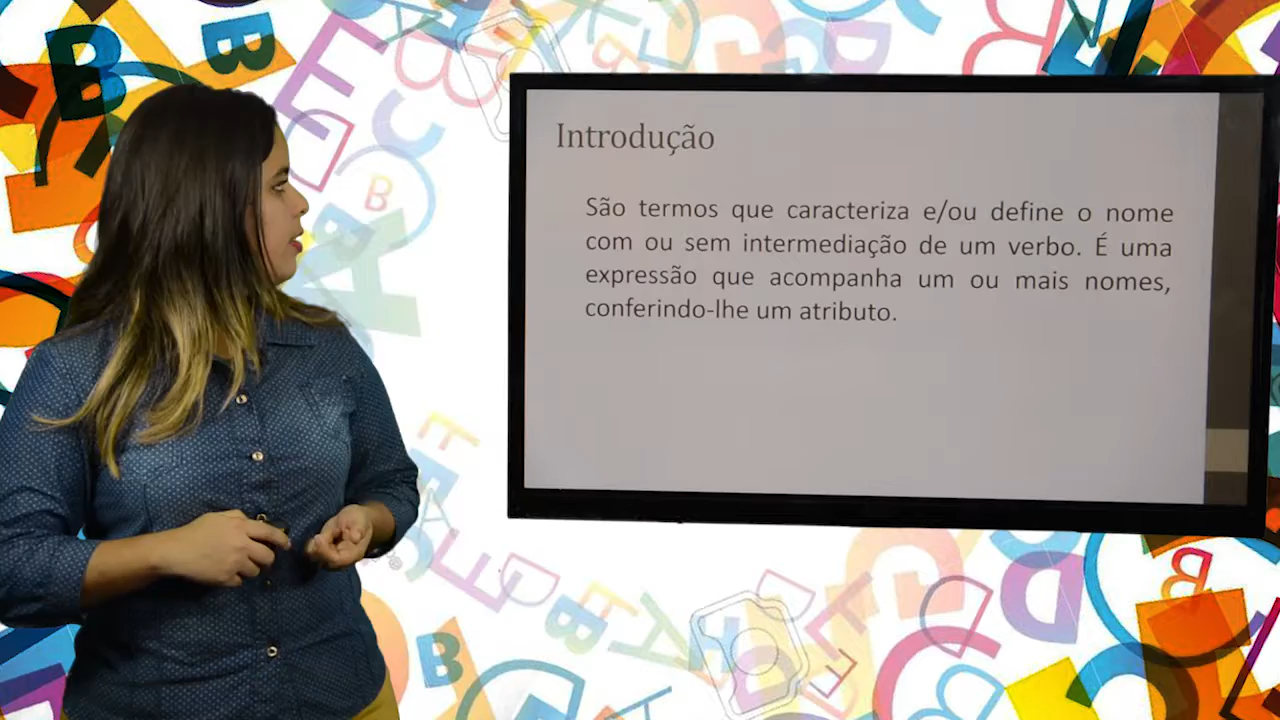 Introdução
São termos que caracteriza e/ou define o nome
com ou sem intermediação de um verbo. É uma
expressão que acompanha um ou mais nomes,
conferindo-lhe um atributo.